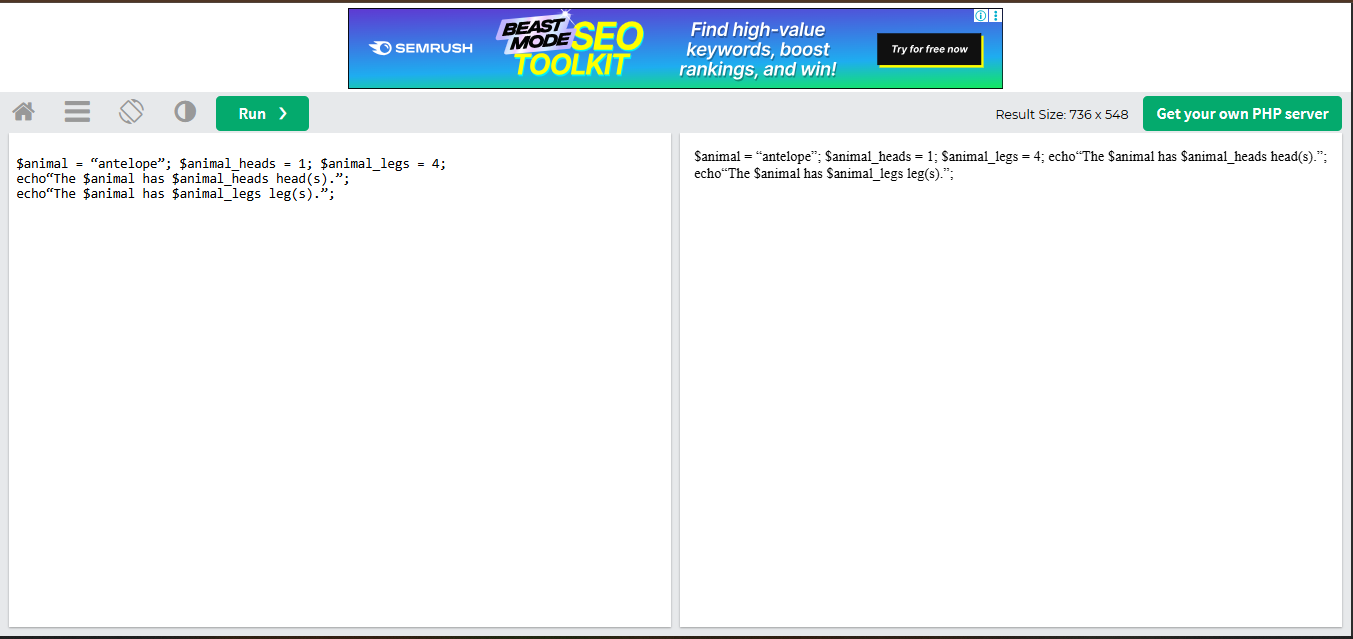 SEMRUSH
BEAST
MODE
SEO
TOOLKIT
Find high-value
keywords, boost
rankings, and win!
Try for free now
Run ❯
Result Size: 736 x 548
Get your own PHP server
$animal = “antelope”; $animal_heads = 1; $animal_legs = 4;
echo“The $animal has $animal_heads head(s).”;
echo“The $animal has $animal_legs leg(s).”;
$animal = “antelope”; $animal_heads = 1; $animal_legs = 4; echo“The $animal has $animal_heads head(s).”;
echo“The $animal has $animal_legs leg(s).”;